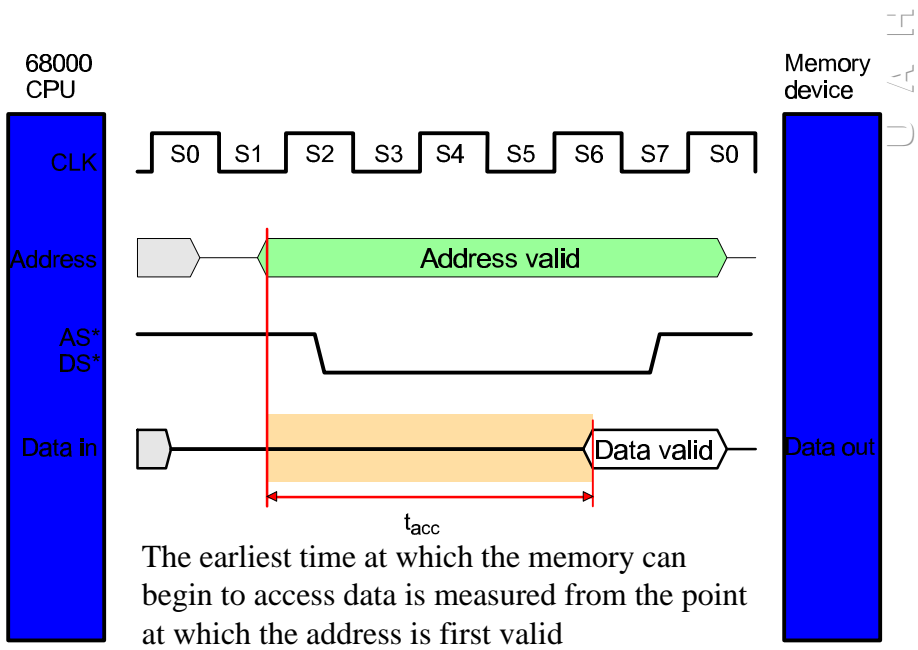 68000
CPU
Memory
device
U A H
CLK
S0 S1 S2 S3 S4 S5 S6 S7 S0
Address
Address valid
AS*
DS*
Data in
Data valid
Data out
tacc
The earliest time at which the memory can
begin to access data is measured from the point
at which the address is first valid